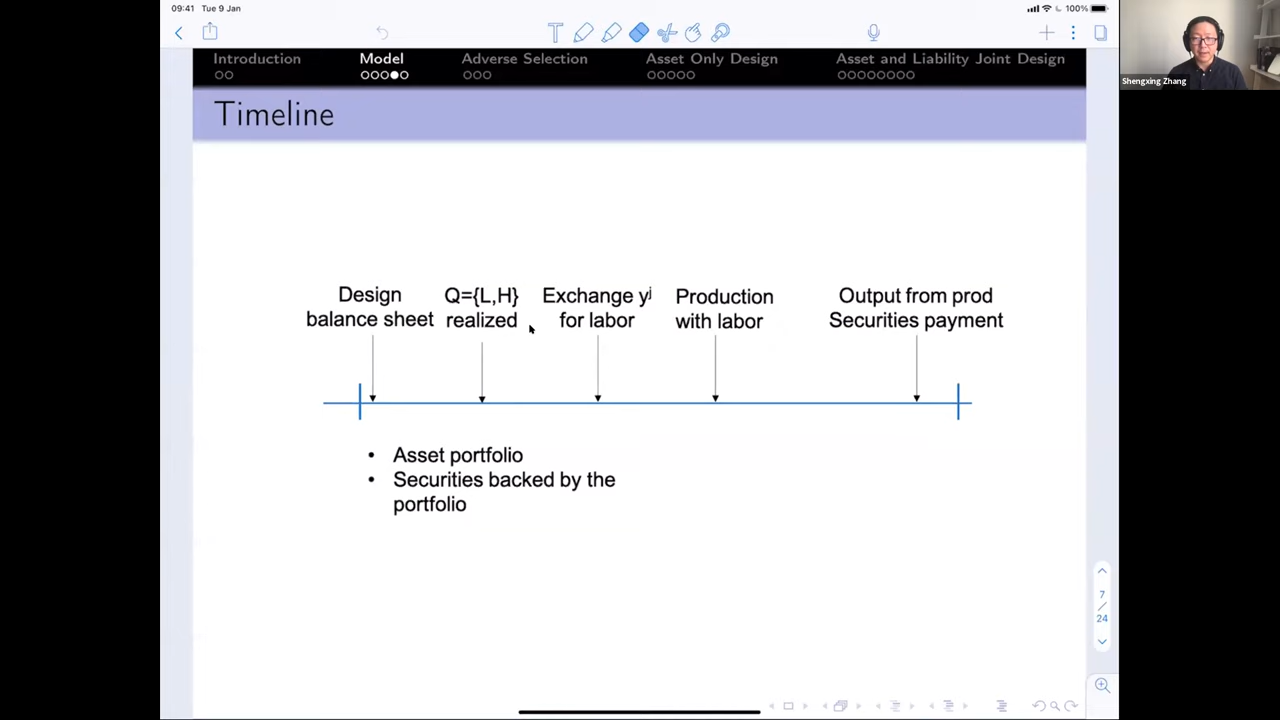 09:41 Tue 9 Jan
100%
Introduction Model Adverse Selection Asset Only Design Asset and Liability Joint Design
Timeline
Design
balance sheet
Q={L,H}
realized
Exchange yʲ
for labor
Production
with labor
Output from prod
Securities payment
• Asset portfolio
• Securities backed by the
portfolio
7
/
24
Shengxing Zhang